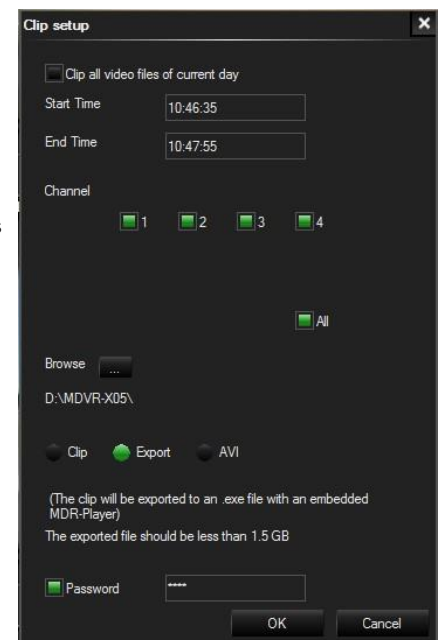 Clip setup
Clip all video files of current day
Start Time 10:46:35
End Time 10:47:55
Channel
1 2 3 4
s
All
Browse ...
D:\MDVR-X05\
Clip Export AVI
(The clip will be exported to an .exe file with an embedded
MDR-Player)
The exported file should be less than 1.5 GB
Password ****
OK Cancel